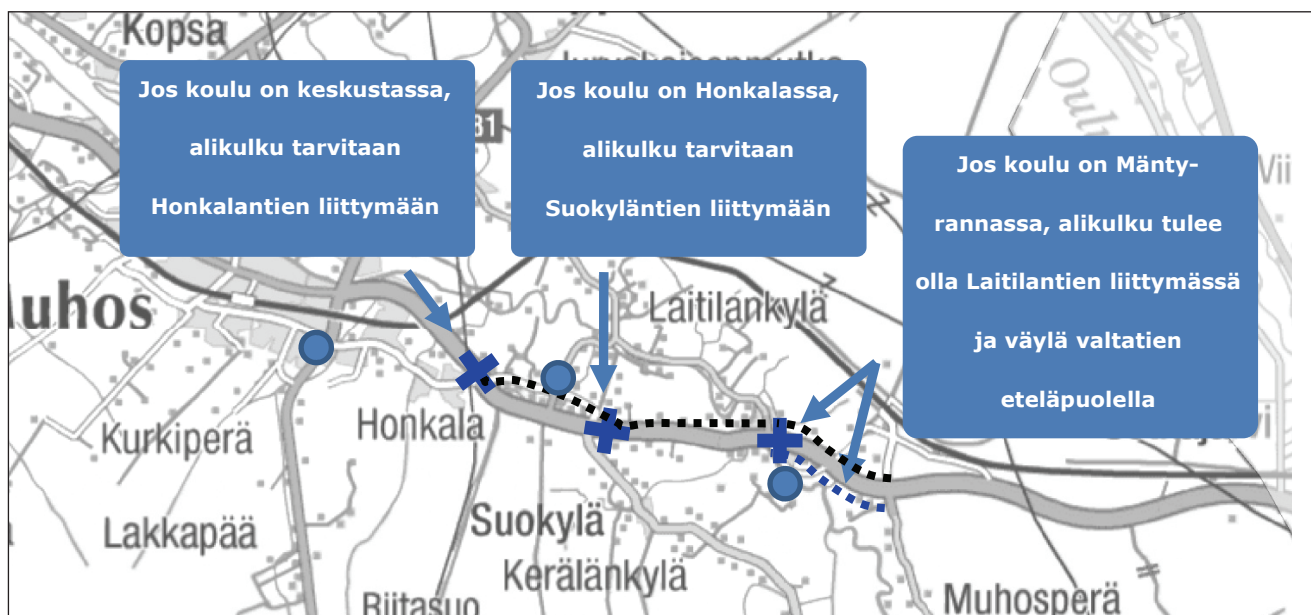 Kopsa
Jos koulu on keskustassa,
alikulku tarvitaan
Honkalantien liittymään
Jos koulu on Honkalassa,
alikulku tarvitaan
Suokyläntien liittymään
Jos koulu on Mänty-
rannassa, alikulku tulee
olla Laitilantien liittymässä
ja väylä valtatien
eteläpuolella
uhos
Laitilankylä
Honkala
Kurkiperä
Lakkapää
Suokylä
Kerälänkylä
Riitasuo
Muhosperä